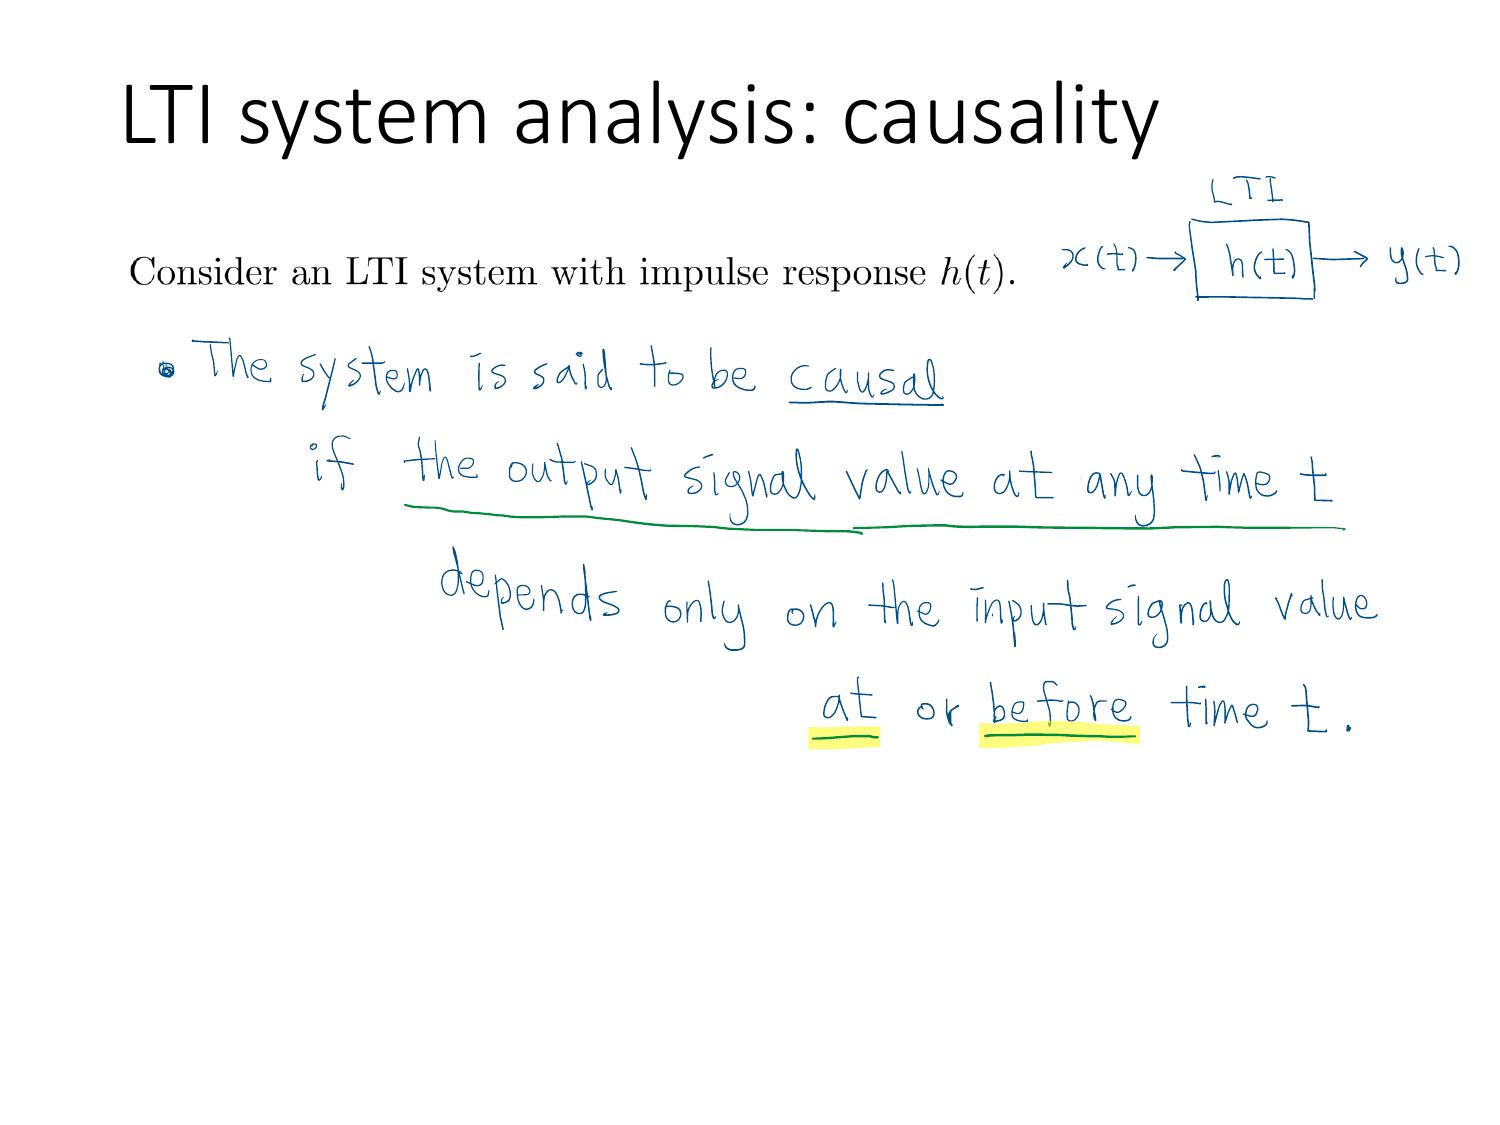 LTI system analysis: causality
LTI
Consider an LTI system with impulse response h(t).
x(t) → h(t) → y(t)
• The system is said to be causal
if the output signal value at any time t
depends only on the input signal value
at or before time t.